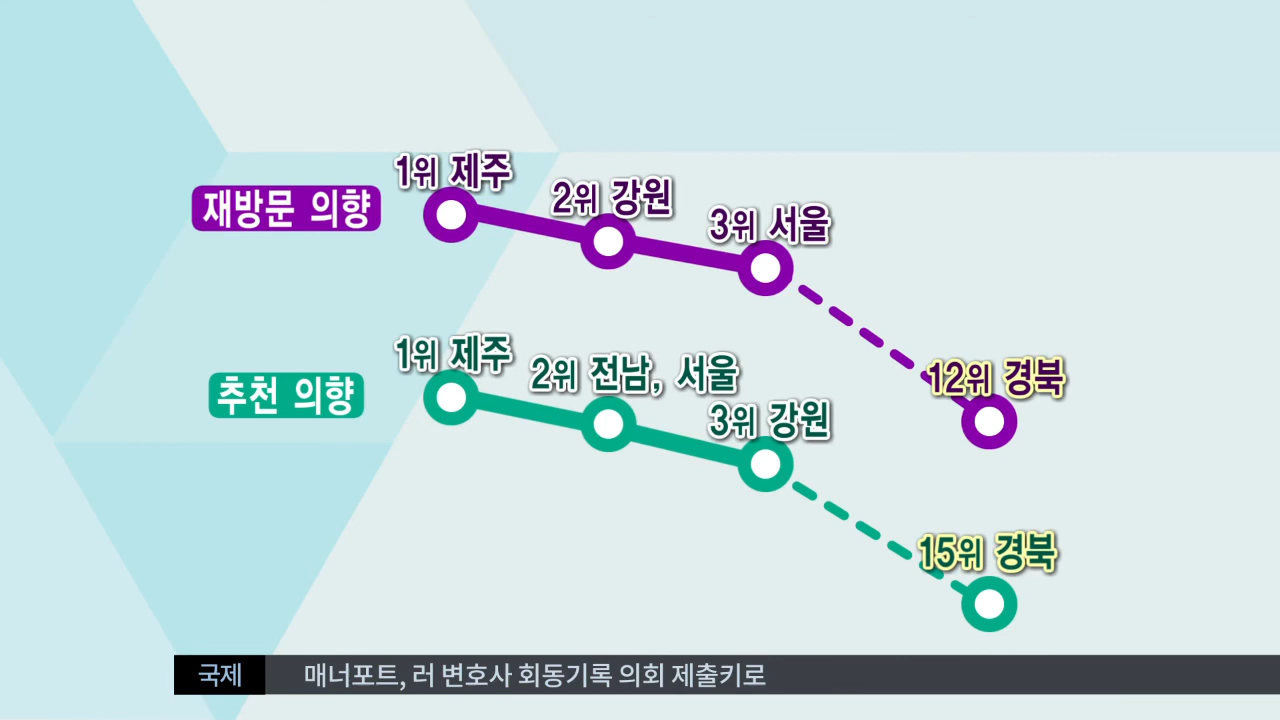 재방문 의향
1위 제주
2위 강원
3위 서울
12위 경북
추천 의향
1위 제주
2위 전남, 서울
3위 강원
15위 경북
국제 매너포트, 러 변호사 회동기록 의회 제출키로